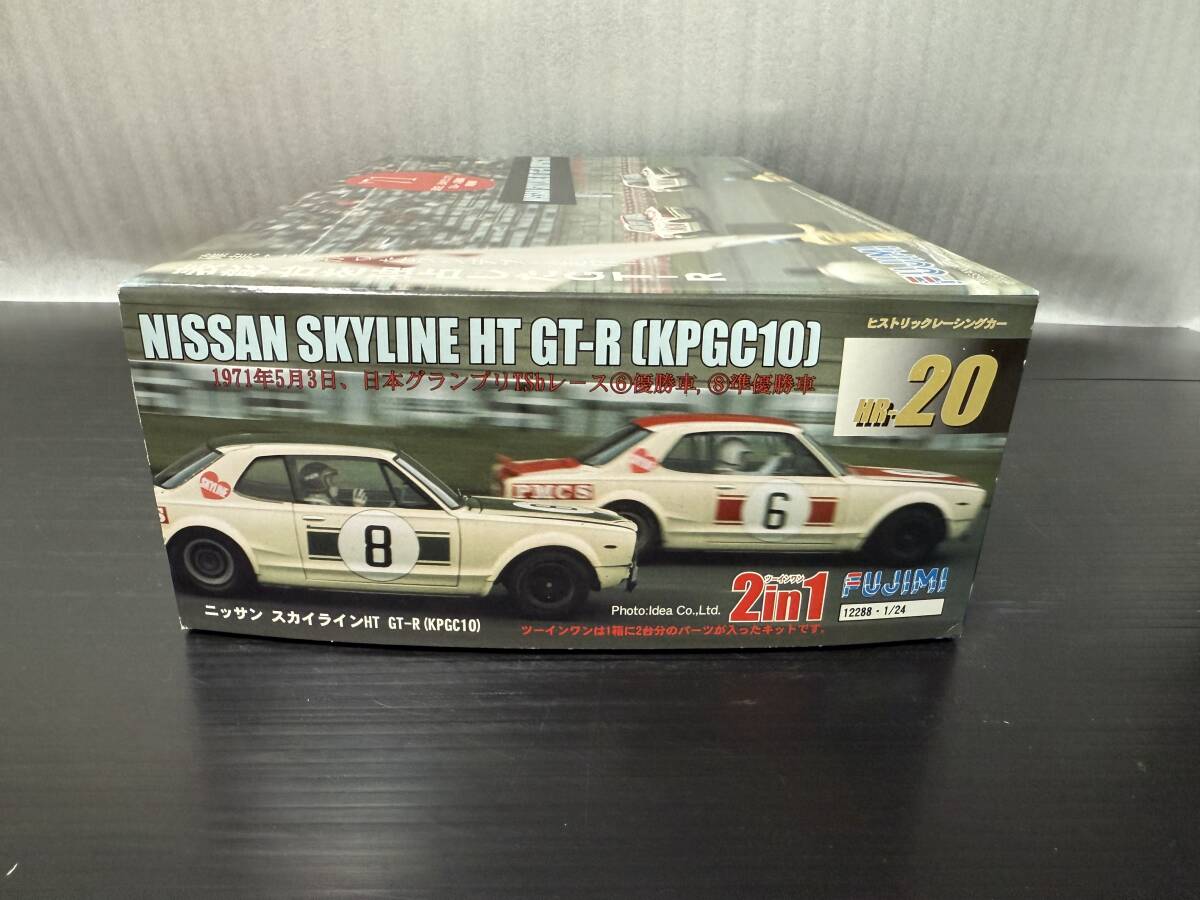 NISSAN SKYLINE HT GT-R (KPGC10)
1971年5月3日、日本グランプリTSbレース⑥優勝車, ⑧準優勝車
ヒストリックレーシングカー
HR-20
SKYLINE
PMCS
8
6
ニッサン スカイラインHT GT-R (KPGC10)
Photo:Idea Co.,Ltd.
ツーインワン
2in1
ツーインワンは1箱に2台分のパーツが入ったキットです。
FUJIMI
12288・1/24